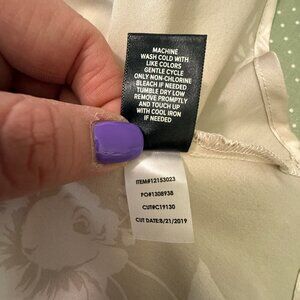 MACHINE
WASH COLD WITH
LIKE COLORS
GENTLE CYCLE
ONLY NON-CHLORINE
BLEACH IF NEEDED
TUMBLE DRY LOW
REMOVE PROMPTLY
AND TOUCH UP
WITH COOL IRON
IF NEEDED
ITEM#12153023
PO#1308938
CUT#C19130
CUT DATE:8/21/2019